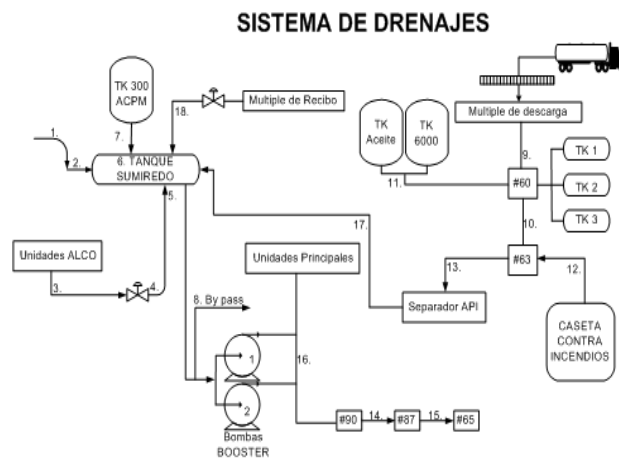 SISTEMA DE DRENAJES
TK 300
ACPM
Multiple de Recibo
18.
7.
1.
2.
6. TANQUE
SUMIREDO
5.
TK
Aceite
TK
6000
Multiple de descarga
9.
11.
#60
TK 1
TK 2
TK 3
10.
17.
Unidades ALCO
3.
4.
Unidades Principales
8. By pass
13.
#63
12.
Separador API
CASETA
CONTRA
INCENDIOS
1
16.
2
Bombas
BOOSTER
#90
14.
#87
15.
#65